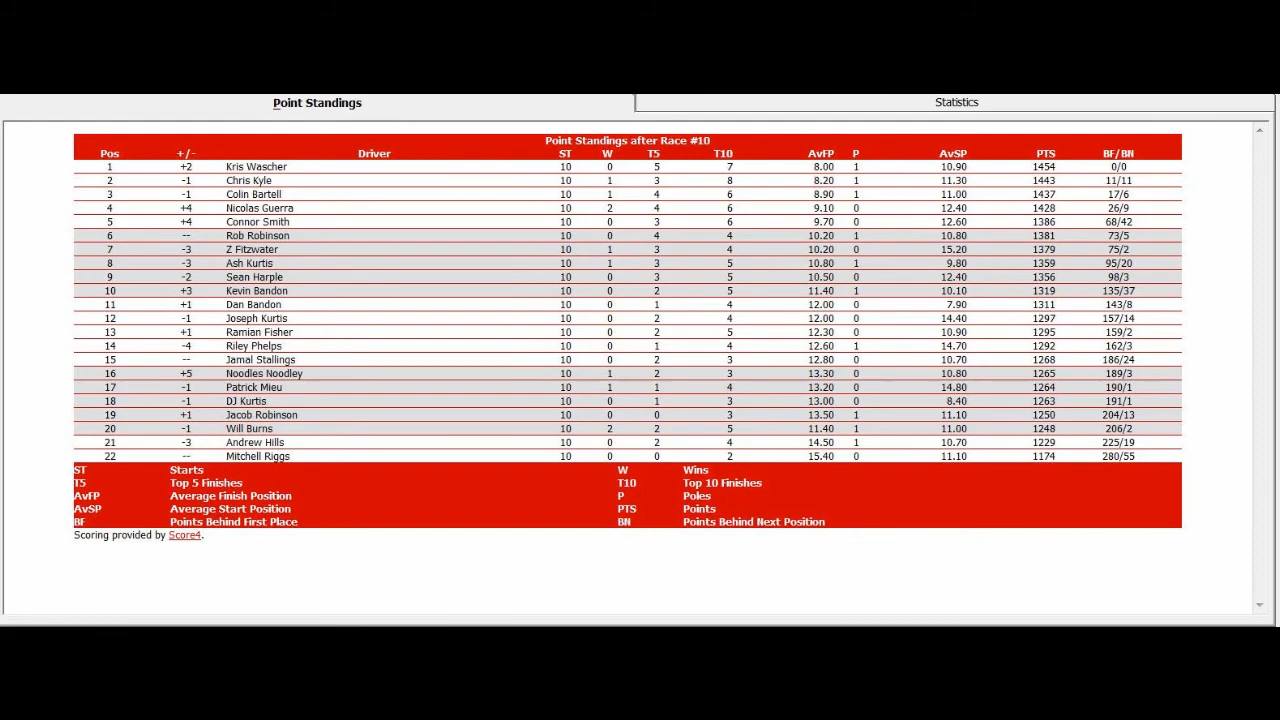 Point Standings Statistics
Point Standings after Race #10
Pos +/- Driver ST W T5 T10 AvFP P AvSP PTS BF/BN
1 +2 Kris Wascher 10 0 5 7 8.00 1 10.90 1454 0/0
2 -1 Chris Kyle 10 1 3 8 8.20 1 11.30 1443 11/11
3 -1 Colin Bartell 10 1 4 6 8.90 1 11.00 1437 17/6
4 +4 Nicolas Guerra 10 2 4 6 9.10 0 12.40 1428 26/9
5 +4 Connor Smith 10 0 3 6 9.70 0 12.60 1386 68/42
6 -- Rob Robinson 10 0 4 4 10.20 1 10.80 1381 73/5
7 -3 Z Fitzwater 10 1 3 4 10.20 0 15.20 1379 75/2
8 -3 Ash Kurtis 10 1 3 5 10.80 1 9.80 1359 95/20
9 -2 Sean Harple 10 0 3 5 10.50 0 12.40 1356 98/3
10 +3 Kevin Bandon 10 0 2 5 11.40 1 10.10 1319 135/37
11 +1 Dan Bandon 10 0 1 4 12.00 0 7.90 1311 143/8
12 -1 Joseph Kurtis 10 0 2 4 12.00 0 14.40 1297 157/14
13 +1 Ramian Fisher 10 0 2 5 12.30 0 10.90 1295 159/2
14 -4 Riley Phelps 10 0 1 4 12.60 1 14.70 1292 162/3
15 -- Jamal Stallings 10 0 2 3 12.80 0 10.70 1268 186/24
16 +5 Noodles Noodley 10 1 2 3 13.30 0 10.80 1265 189/3
17 -1 Patrick Mieu 10 1 1 4 13.20 0 14.80 1264 190/1
18 -1 DJ Kurtis 10 0 1 3 13.00 0 8.40 1263 191/1
19 +1 Jacob Robinson 10 0 0 3 13.50 1 11.10 1250 204/13
20 -1 Will Burns 10 2 2 5 11.40 1 11.00 1248 206/2
21 -3 Andrew Hills 10 0 2 4 14.50 1 10.70 1229 225/19
22 -- Mitchell Riggs 10 0 0 2 15.40 0 11.10 1174 280/55
ST Starts W Wins
T5 Top 5 Finishes T10 Top 10 Finishes
AvFP Average Finish Position P Poles
AvSP Average Start Position PTS Points
BF Points Behind First Place BN Points Behind Next Position
Scoring provided by Score4.